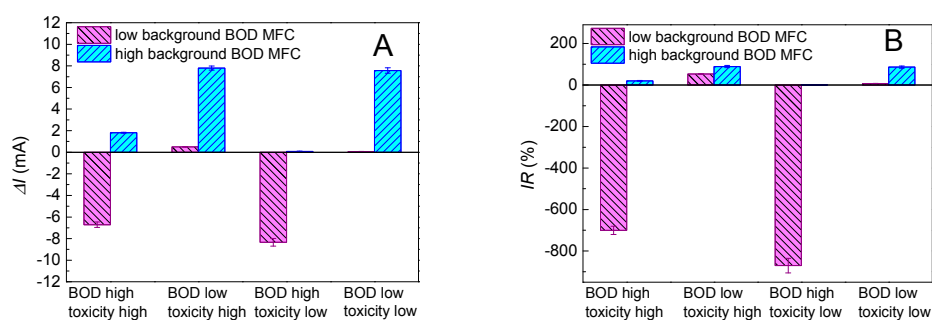 12
10
8
6
4
2
0
-2
-4
-6
-8
-10
-12
ΔI (mA)
low background BOD MFC
high background BOD MFC
A
BOD high
toxicity high
BOD low
toxicity high
BOD high
toxicity low
BOD low
toxicity low
200
0
-200
-400
-600
-800
IR (%)
low background BOD MFC
high background BOD MFC
B
BOD high
toxicity high
BOD low
toxicity high
BOD high
toxicity low
BOD low
toxicity low